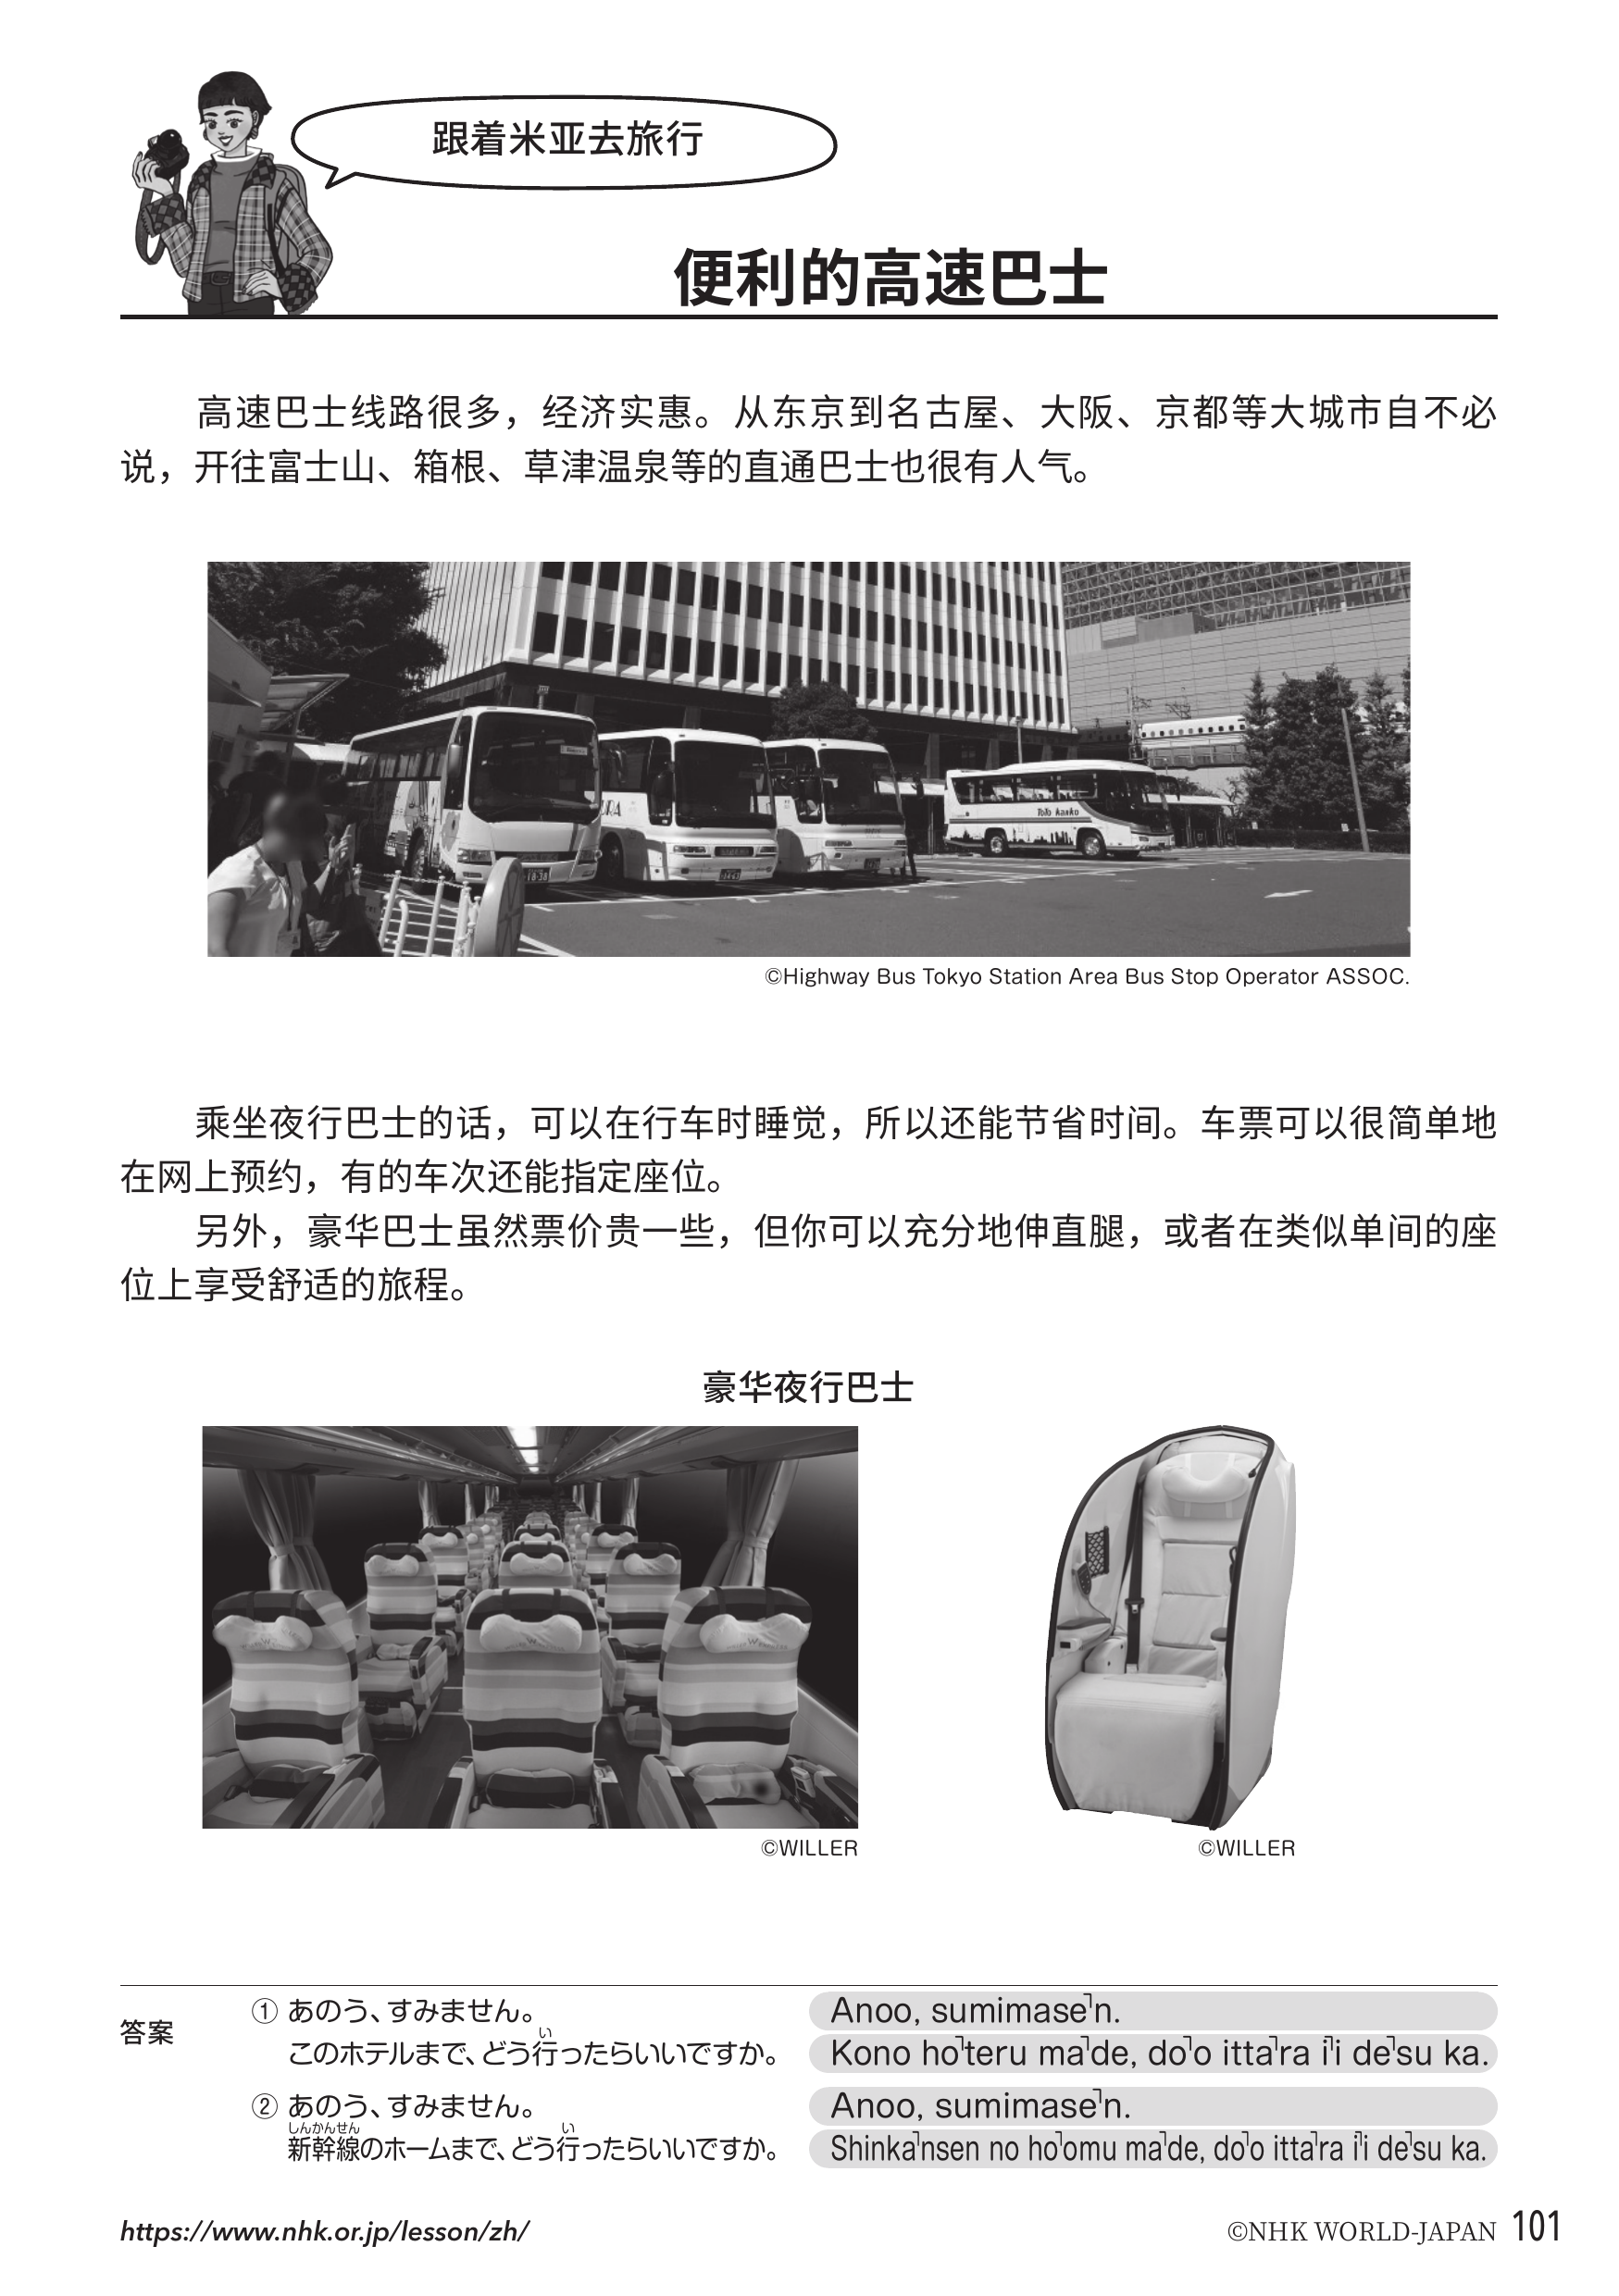 跟着米亚去旅行
便利的高速巴士
高速巴士线路很多，经济实惠。从东京到名古屋、大阪、京都等大城市自不必
说，开往富士山、箱根、草津温泉等的直通巴士也很有人气。
ToTo kanko
©Highway Bus Tokyo Station Area Bus Stop Operator ASSOC.
乘坐夜行巴士的话，可以在行车时睡觉，所以还能节省时间。车票可以很简单地
在网上预约，有的车次还能指定座位。
另外，豪华巴士虽然票价贵一些，但你可以充分地伸直腿，或者在类似单间的座
位上享受舒适的旅程。
豪华夜行巴士
©WILLER
©WILLER
答案
① あのう、すみません。
Anoo, sumimase˺n.
い
このホテルまで、どう行ったらいいですか。
Kono ho˺teru ma˺de, do˺o itta˺ra i˺i de˺su ka.
② あのう、すみません。
Anoo, sumimase˺n.
しんかんせん い
新幹線のホームまで、どう行ったらいいですか。
Shinka˺nsen no ho˺omu ma˺de, do˺o itta˺ra i˺i de˺su ka.
https://www.nhk.or.jp/lesson/zh/
©NHK WORLD-JAPAN 101